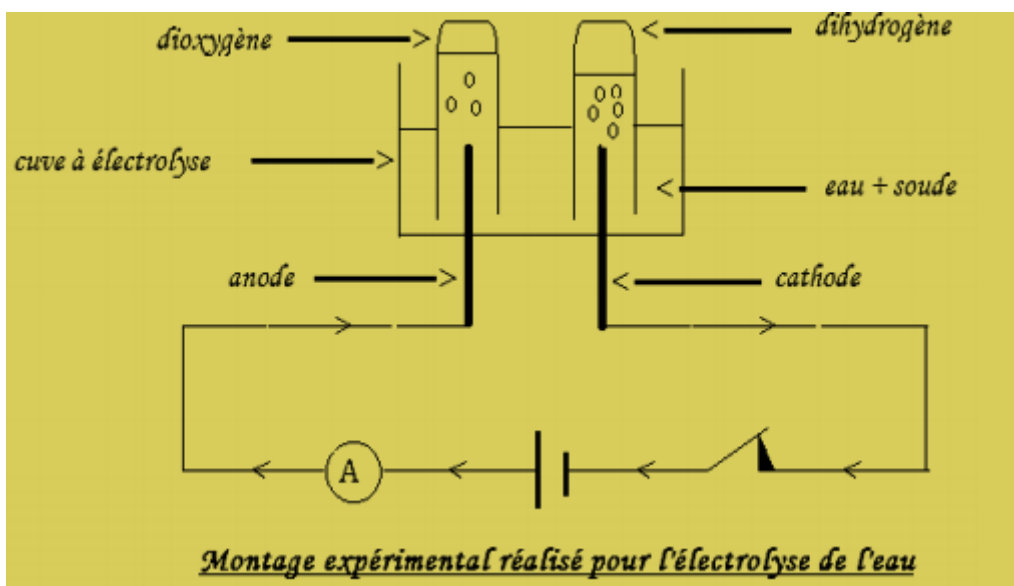 dioxygène
dihydrogène
cuve à électrolyse
eau + soude
anode
cathode
A
Montage expérimental réalisé pour l'électrolyse de l'eau